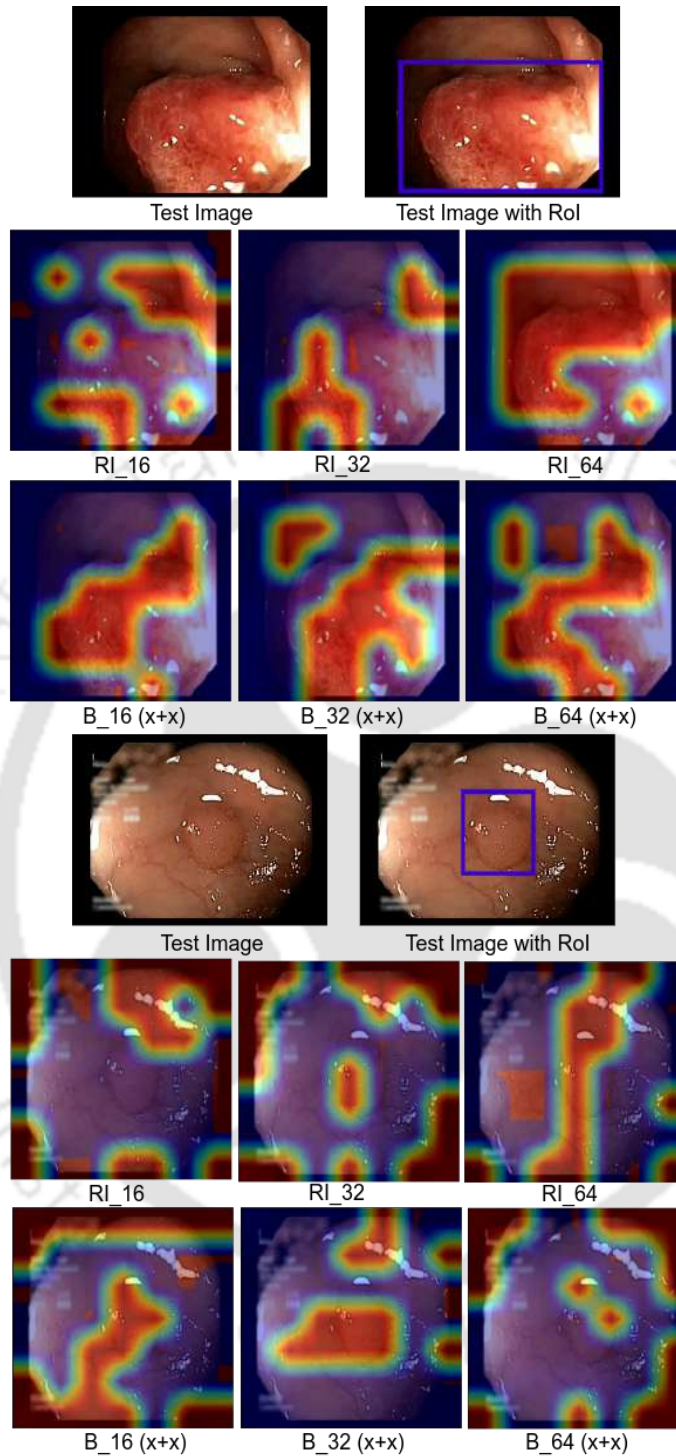 Test Image Test Image with RoI
RI_16 RI_32 RI_64
B_16 (x+x) B_32 (x+x) B_64 (x+x)
Test Image Test Image with RoI
RI_16 RI_32 RI_64
B_16 (x+x) B_32 (x+x) B_64 (x+x)